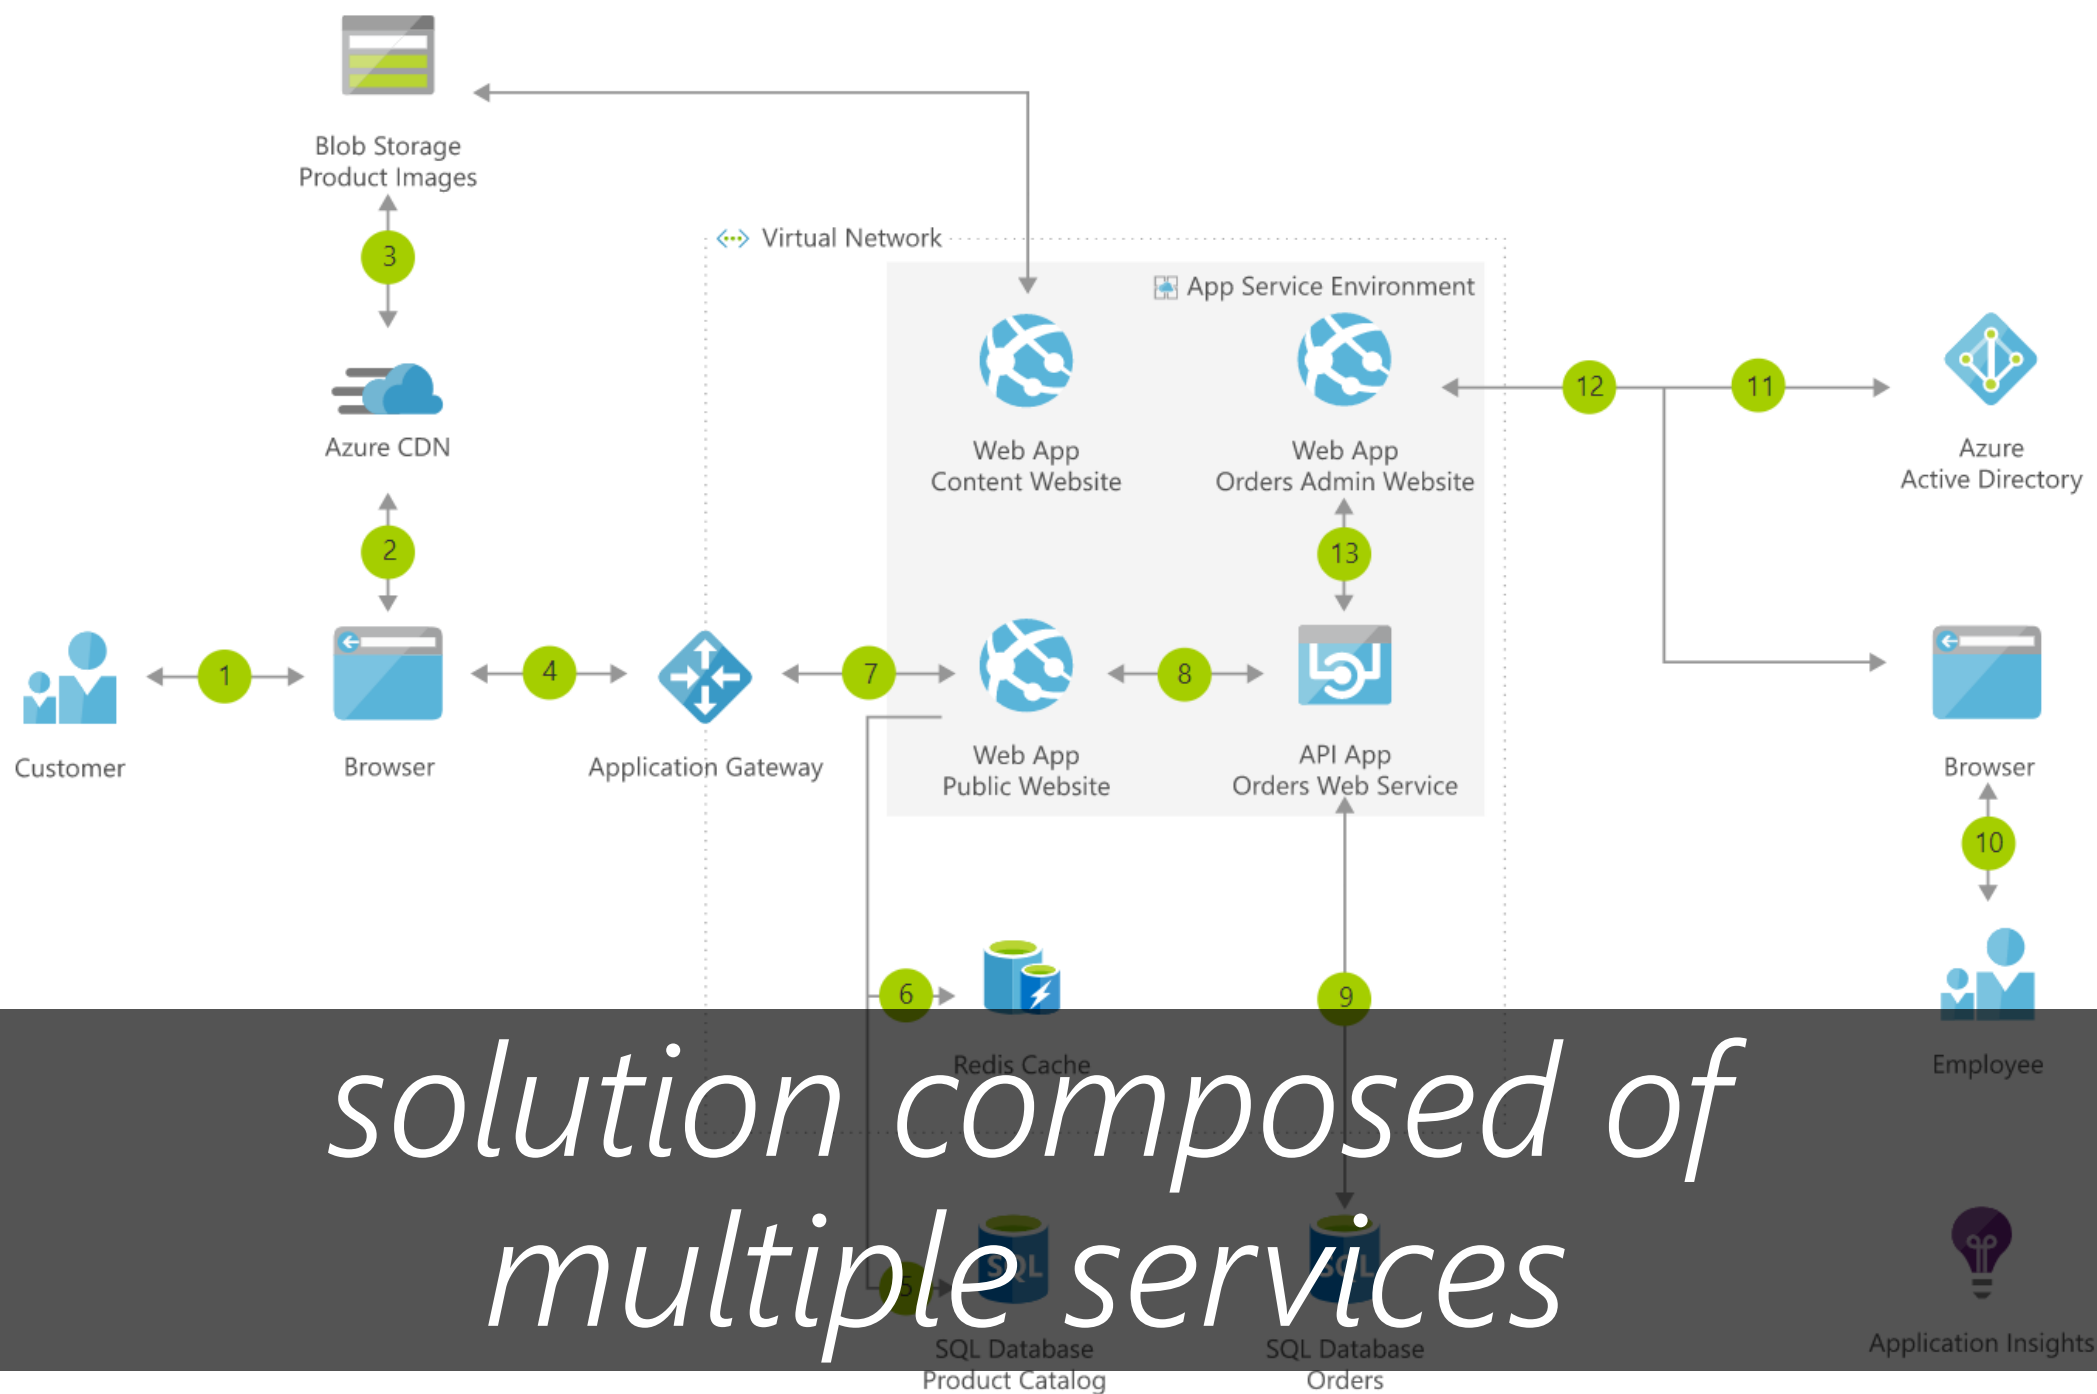 Blob Storage
Product Images
3
Virtual Network
App Service Environment
Azure CDN
Web App
Content Website
Web App
Orders Admin Website
12
11
Azure
Active Directory
2
13
1
4
7
8
Customer
Browser
Application Gateway
Web App
Public Website
API App
Orders Web Service
Browser
10
6
9
Redis Cache
Employee
solution composed of
multiple services
SQL
SQL
5
SQL Database
Product Catalog
SQL Database
Orders
Application Insights